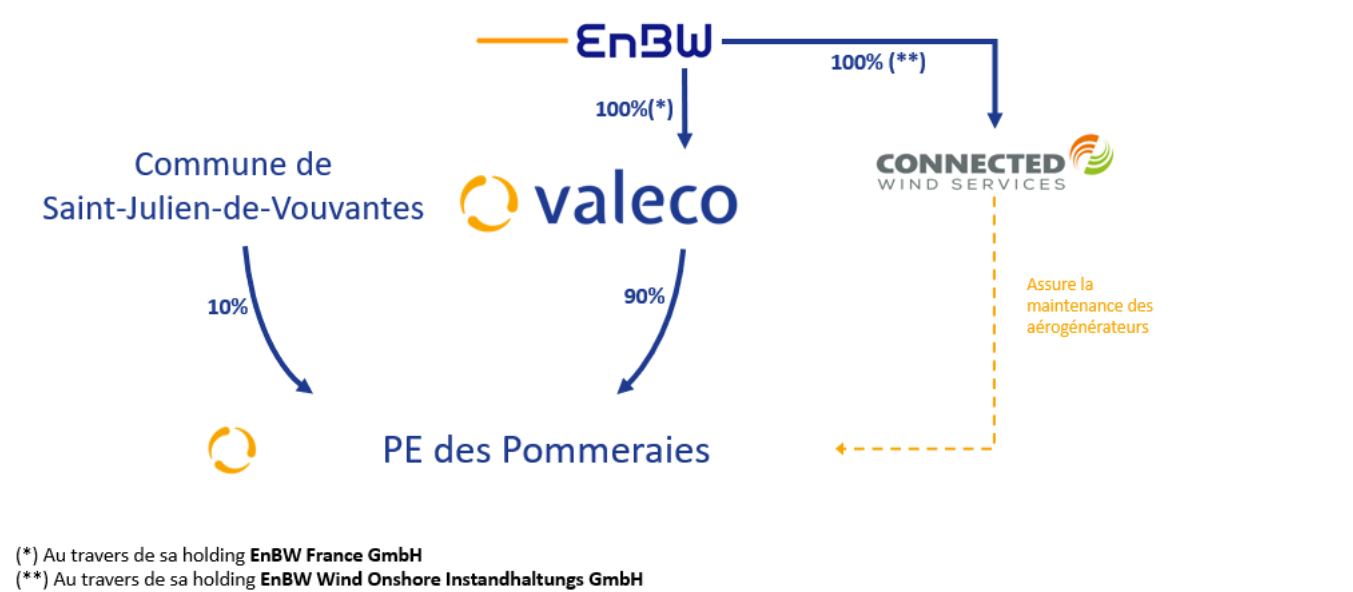 EnBW
100% (**)
100%(*)
Commune de
Saint-Julien-de-Vouvantes
valeco
CONNECTED
WIND SERVICES
10%
90%
Assure la
maintenance des
aérogénérateurs
PE des Pommeraies
(*) Au travers de sa holding EnBW France GmbH
(**) Au travers de sa holding EnBW Wind Onshore Instandhaltungs GmbH